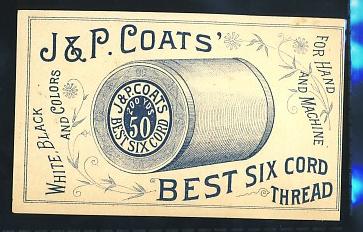 J & P. COATS'
WHITE, BLACK
AND COLORS
FOR HAND
AND MACHINE
J & P. COATS
200 YDS
50
BEST SIX CORD
BEST SIX CORD
THREAD